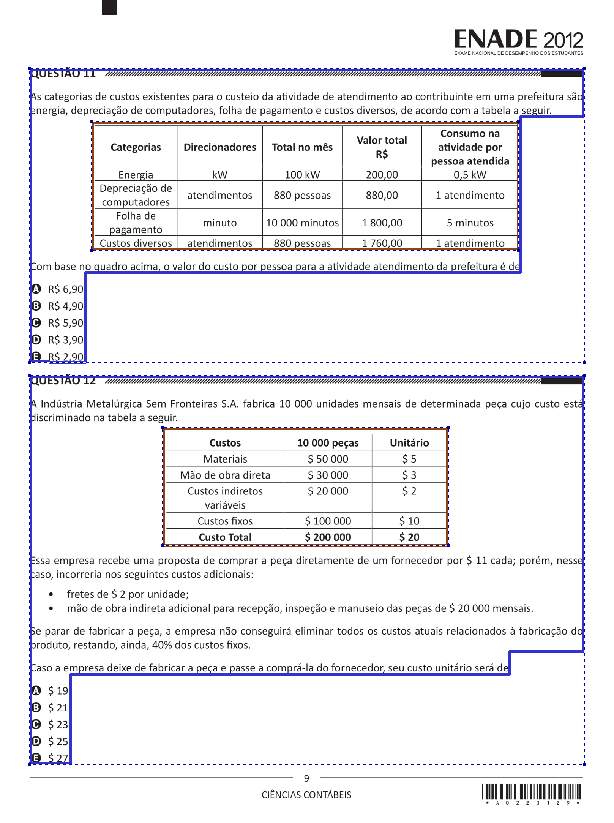 ENADE 2012
EXAME NACIONAL DE DESEMPENHO DOS ESTUDANTES
QUESTÃO 11
As categorias de custos existentes para o custeio da atividade de atendimento ao contribuinte em uma prefeitura são
energia, depreciação de computadores, folha de pagamento e custos diversos, de acordo com a tabela a seguir.
Categorias Direcionadores Total no mês Valor total R$ Consumo na atividade por pessoa atendida
Energia kW 100 kW 200,00 0,5 kW
Depreciação de computadores atendimentos 880 pessoas 880,00 1 atendimento
Folha de pagamento minuto 10 000 minutos 1 800,00 5 minutos
Custos diversos atendimentos 880 pessoas 1 760,00 1 atendimento
Com base no quadro acima, o valor do custo por pessoa para a atividade atendimento da prefeitura é de
A R$ 6,90
B R$ 4,90
C R$ 5,90
D R$ 3,90
E R$ 2,90
QUESTÃO 12
A Indústria Metalúrgica Sem Fronteiras S.A. fabrica 10 000 unidades mensais de determinada peça cujo custo está
discriminado na tabela a seguir.
Custos 10 000 peças Unitário
Materiais $ 50 000 $ 5
Mão de obra direta $ 30 000 $ 3
Custos indiretos variáveis $ 20 000 $ 2
Custos fixos $ 100 000 $ 10
Custo Total $ 200 000 $ 20
Essa empresa recebe uma proposta de comprar a peça diretamente de um fornecedor por $ 11 cada; porém, nesse
caso, incorreria nos seguintes custos adicionais:
• fretes de $ 2 por unidade;
• mão de obra indireta adicional para recepção, inspeção e manuseio das peças de $ 20 000 mensais.
Se parar de fabricar a peça, a empresa não conseguirá eliminar todos os custos atuais relacionados à fabricação do
produto, restando, ainda, 40% dos custos fixos.
Caso a empresa deixe de fabricar a peça e passe a comprá-la do fornecedor, seu custo unitário será de
A $ 19
B $ 21
C $ 23
D $ 25
E $ 27
9
CIÊNCIAS CONTÁBEIS
*A0223129*